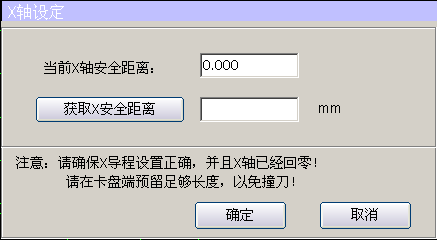 X轴设定
当前X轴安全距离：
0.000
获取X安全距离
mm
注意：请确保X导程设置正确，并且X轴已经回零！
请在卡盘端预留足够长度，以免撞刀！
确定
取消